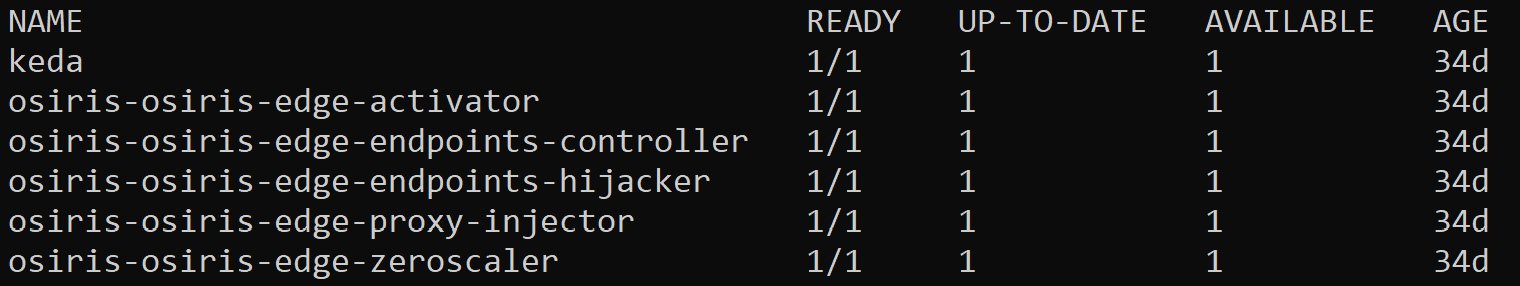 NAME READY UP-TO-DATE AVAILABLE AGE
keda 1/1 1 1 34d
osiris-osiris-edge-activator 1/1 1 1 34d
osiris-osiris-edge-endpoints-controller 1/1 1 1 34d
osiris-osiris-edge-endpoints-hijacker 1/1 1 1 34d
osiris-osiris-edge-proxy-injector 1/1 1 1 34d
osiris-osiris-edge-zeroscaler 1/1 1 1 34d